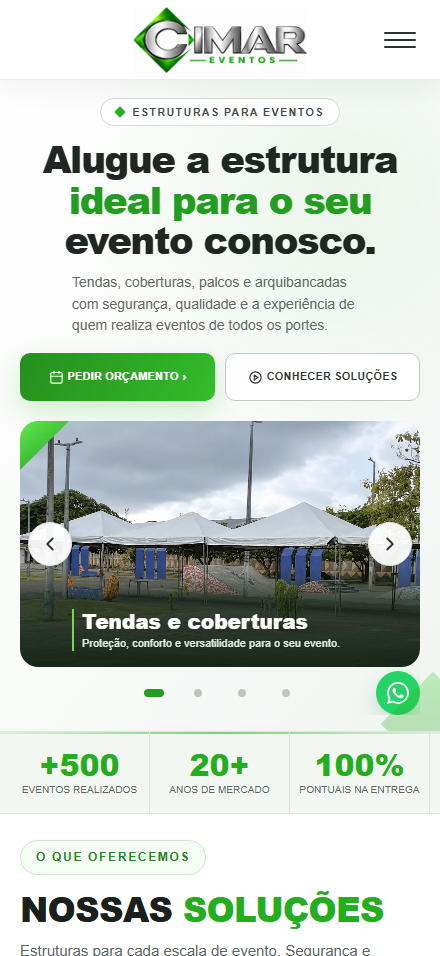 CIMAR
EVENTOS
ESTRUTURAS PARA EVENTOS
Alugue a estrutura
ideal para o seu
evento conosco.
Tendas, coberturas, palcos e arquibancadas
com segurança, qualidade e a experiência de
quem realiza eventos de todos os portes.
PEDIR ORÇAMENTO ›
CONHECER SOLUÇÕES
Tendas e coberturas
Proteção, conforto e versatilidade para o seu evento.
+500
EVENTOS REALIZADOS
20+
ANOS DE MERCADO
100%
PONTUAIS NA ENTREGA
O QUE OFERECEMOS
NOSSAS SOLUÇÕES
Estruturas para cada escala de evento. Segurança e